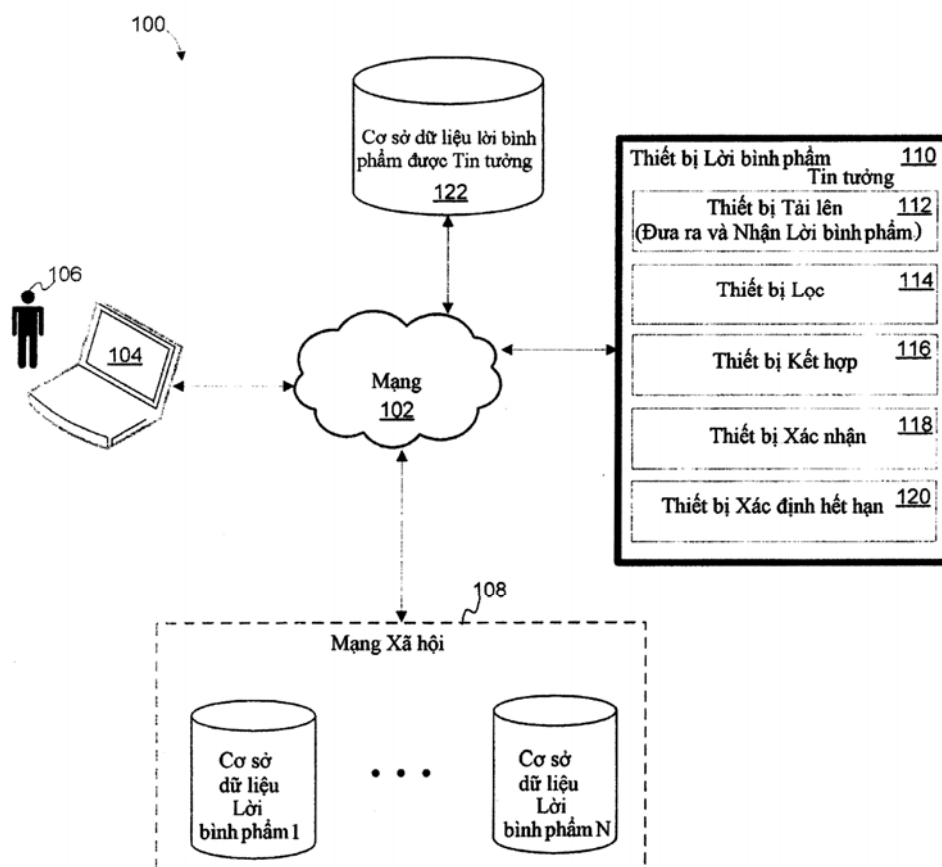 100
Cơ sở dữ liệu lời bình
phẩm được Tin tưởng
122
Thiết bị Lời bình phẩm 110
Tin tưởng
Thiết bị Tải lên 112
(Đưa ra và Nhận Lời bình phẩm)
Thiết bị Lọc 114
Thiết bị Kết hợp 116
Thiết bị Xác nhận 118
Thiết bị Xác định hết hạn 120
106
104
Mạng
102
108
Mạng Xã hội
Cơ sở
dữ liệu
Lời
bình phẩm 1
Cơ sở
dữ liệu
Lời
bình phẩm N